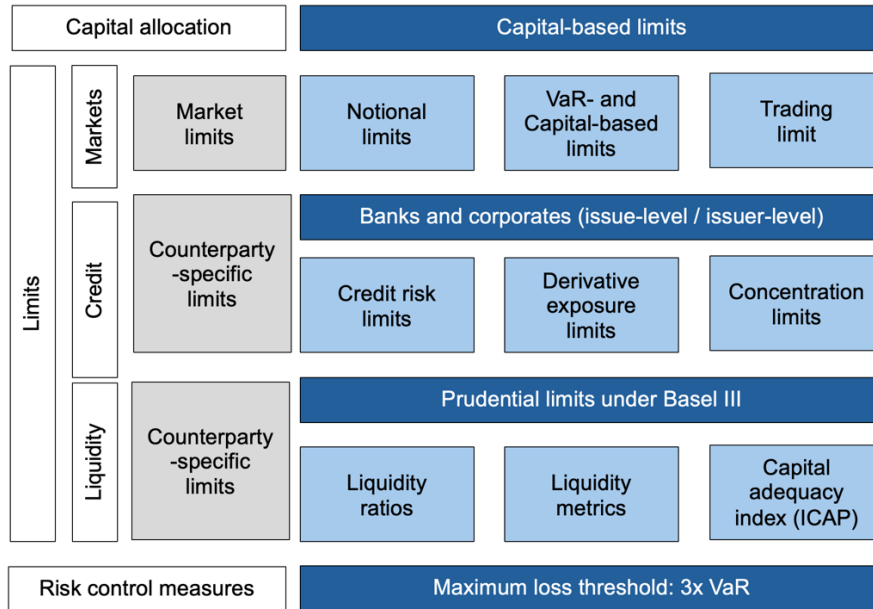 Capital allocation
Capital-based limits
Limits
Markets
Market
limits
Notional
limits
VaR- and
Capital-based
limits
Trading
limit
Credit
Counterparty
-specific
limits
Banks and corporates (issue-level / issuer-level)
Credit risk
limits
Derivative
exposure
limits
Concentration
limits
Liquidity
Counterparty
-specific
limits
Prudential limits under Basel III
Liquidity
ratios
Liquidity
metrics
Capital
adequacy
index (ICAP)
Risk control measures
Maximum loss threshold: 3x VaR